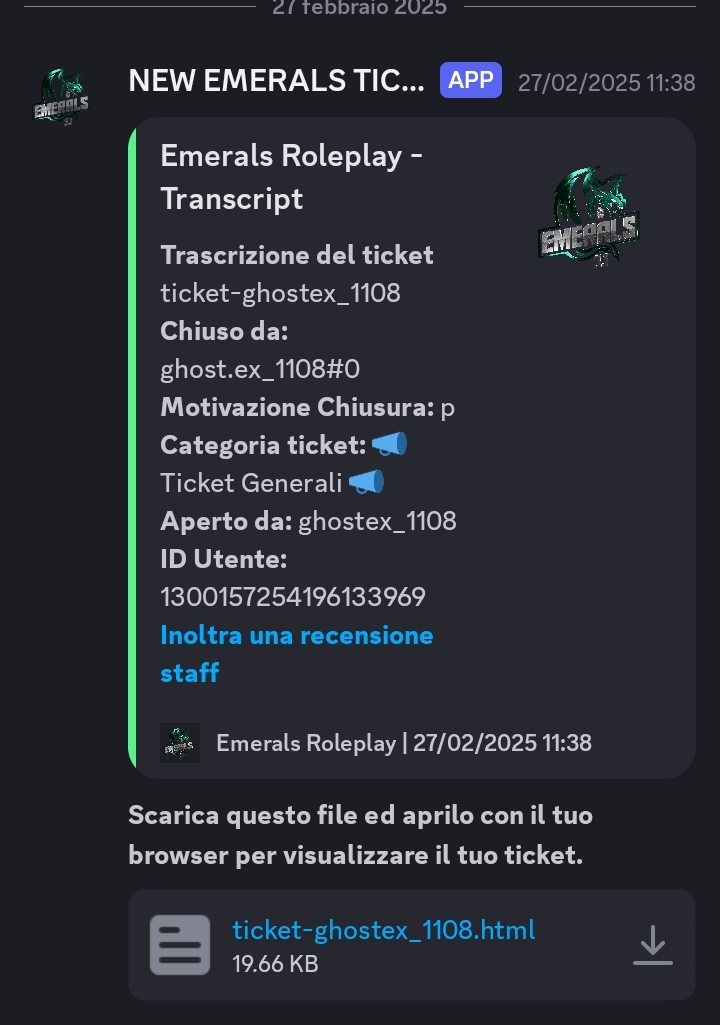 27 febbraio 2025
NEW EMERALS TIC... APP 27/02/2025 11:38
EMERALS
Emerals Roleplay -
Transcript
EMERALS
Trascrizione del ticket
ticket-ghostex_1108
Chiuso da:
ghost.ex_1108#0
Motivazione Chiusura: p
Categoria ticket: 📢
Ticket Generali 📢
Aperto da: ghostex_1108
ID Utente:
1300157254196133969
Inoltra una recensione
staff
Emerals Roleplay | 27/02/2025 11:38
Scarica questo file ed aprilo con il tuo
browser per visualizzare il tuo ticket.
ticket-ghostex_1108.html
19.66 KB